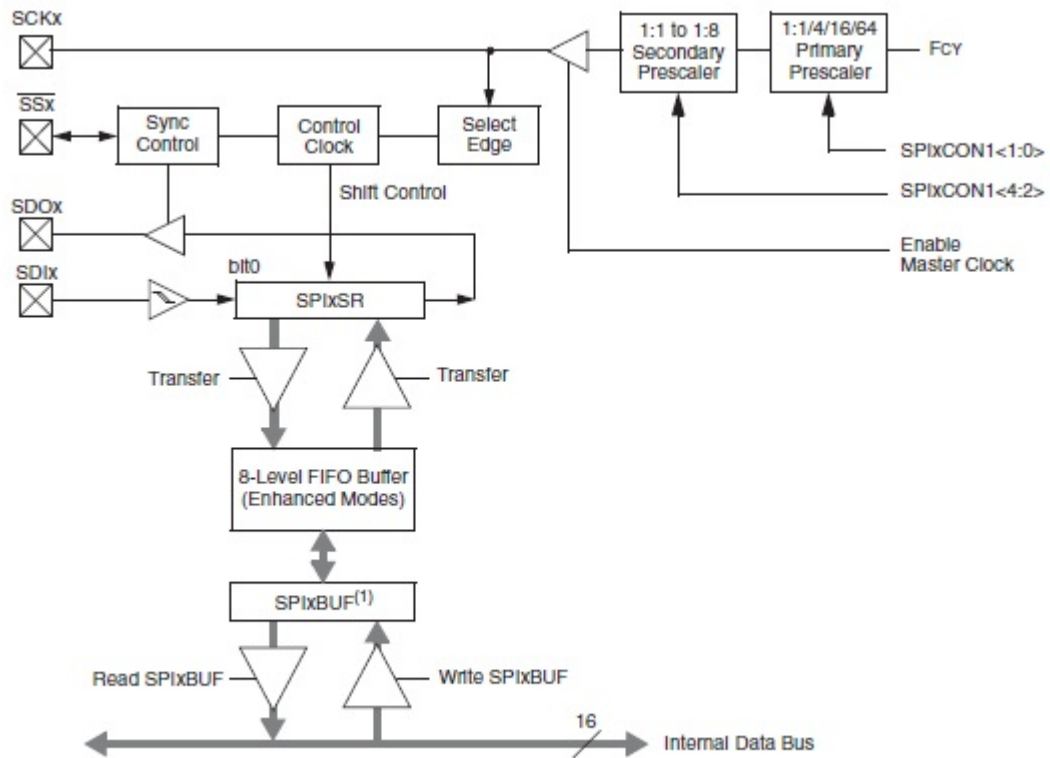 SCKx
1:1 to 1:8
Secondary
Prescaler
1:1/4/16/64
Primary
Prescaler
FCY
SSx
Sync
Control
Control
Clock
Select
Edge
SPIxCON1<1:0>
SPIxCON1<4:2>
Shift Control
Enable
Master Clock
SDOx
SDIx
bit0
SPIxSR
Transfer
Transfer
8-Level FIFO Buffer
(Enhanced Modes)
SPIxBUF(1)
Read SPIxBUF
Write SPIxBUF
16
Internal Data Bus